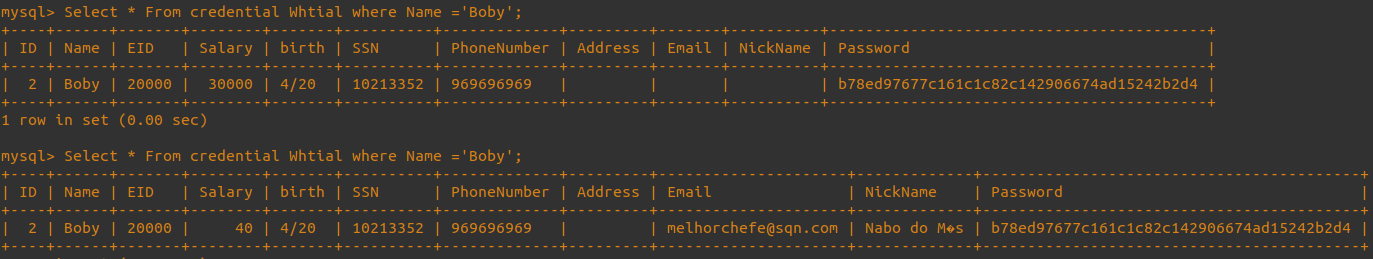 mysql> Select * From credential Whtial where Name ='Boby';
+----+------+-------+--------+-------+----------+-------------+---------+-------+----------+------------------------------------------+
| ID | Name | EID   | Salary | birth | SSN      | PhoneNumber | Address | Email | NickName | Password                                 |
+----+------+-------+--------+-------+----------+-------------+---------+-------+----------+------------------------------------------+
|  2 | Boby | 20000 |  30000 | 4/20  | 10213352 | 969696969   |         |       |          | b78ed97677c161c1c82c142906674ad15242b2d4 |
+----+------+-------+--------+-------+----------+-------------+---------+-------+----------+------------------------------------------+
1 row in set (0.00 sec)
mysql> Select * From credential Whtial where Name ='Boby';
+----+------+-------+--------+-------+----------+-------------+---------+--------------------+-------------+------------------------------------------+
| ID | Name | EID   | Salary | birth | SSN      | PhoneNumber | Address | Email              | NickName    | Password                                 |
+----+------+-------+--------+-------+----------+-------------+---------+--------------------+-------------+------------------------------------------+
|  2 | Boby | 20000 |     40 | 4/20  | 10213352 | 969696969   |         | melhorchefe@sqn.com | Nabo do M�s | b78ed97677c161c1c82c142906674ad15242b2d4 |
+----+------+-------+--------+-------+----------+-------------+---------+--------------------+-------------+------------------------------------------+